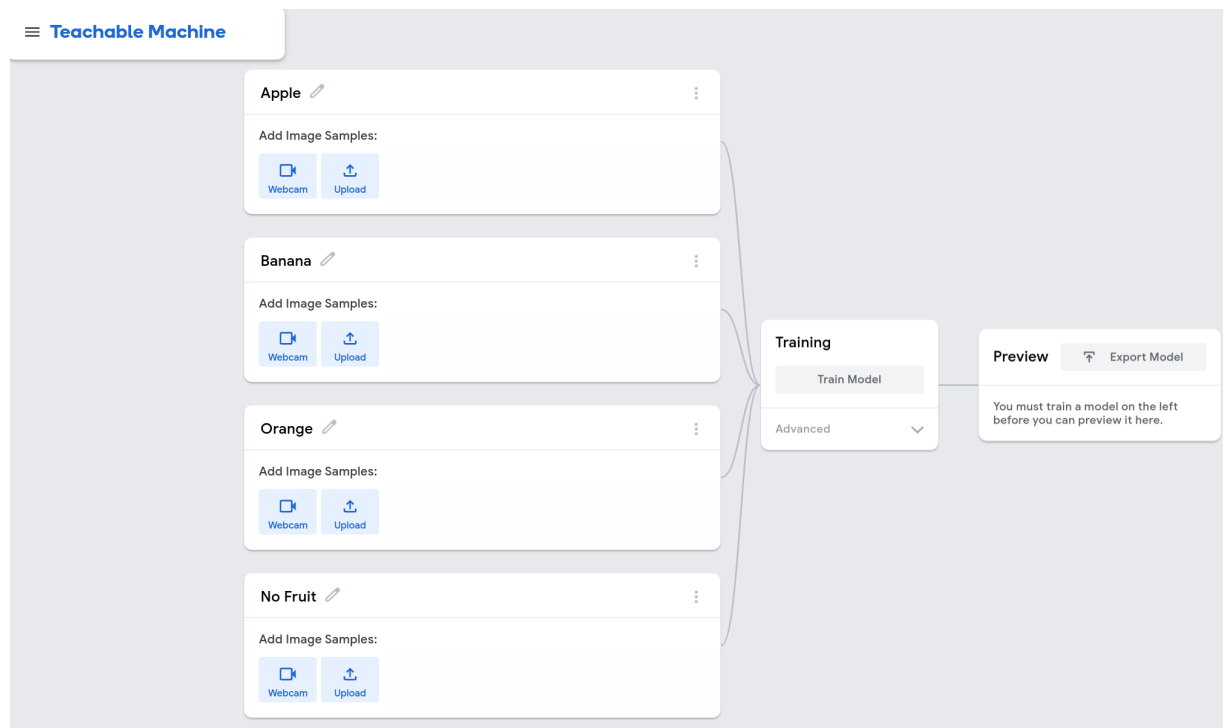 Teachable Machine
Apple
Add Image Samples:
Webcam Upload
Banana
Add Image Samples:
Webcam Upload
Orange
Add Image Samples:
Webcam Upload
No Fruit
Add Image Samples:
Webcam Upload
Training
Train Model
Advanced
Preview Export Model
You must train a model on the left
before you can preview it here.